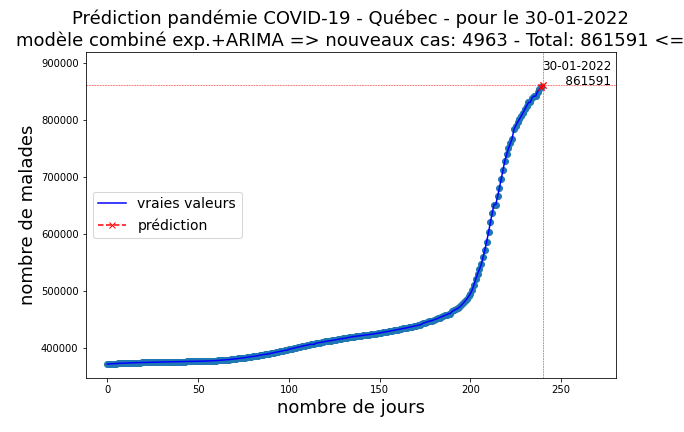 Prédiction pandémie COVID-19 - Québec - pour le 30-01-2022
modèle combiné exp.+ARIMA => nouveaux cas: 4963 - Total: 861591 <=
900000
800000
700000
600000
500000
400000
nombre de malades
30-01-2022
861591
vraies valeurs
prédiction
0 50 100 150 200 250
nombre de jours